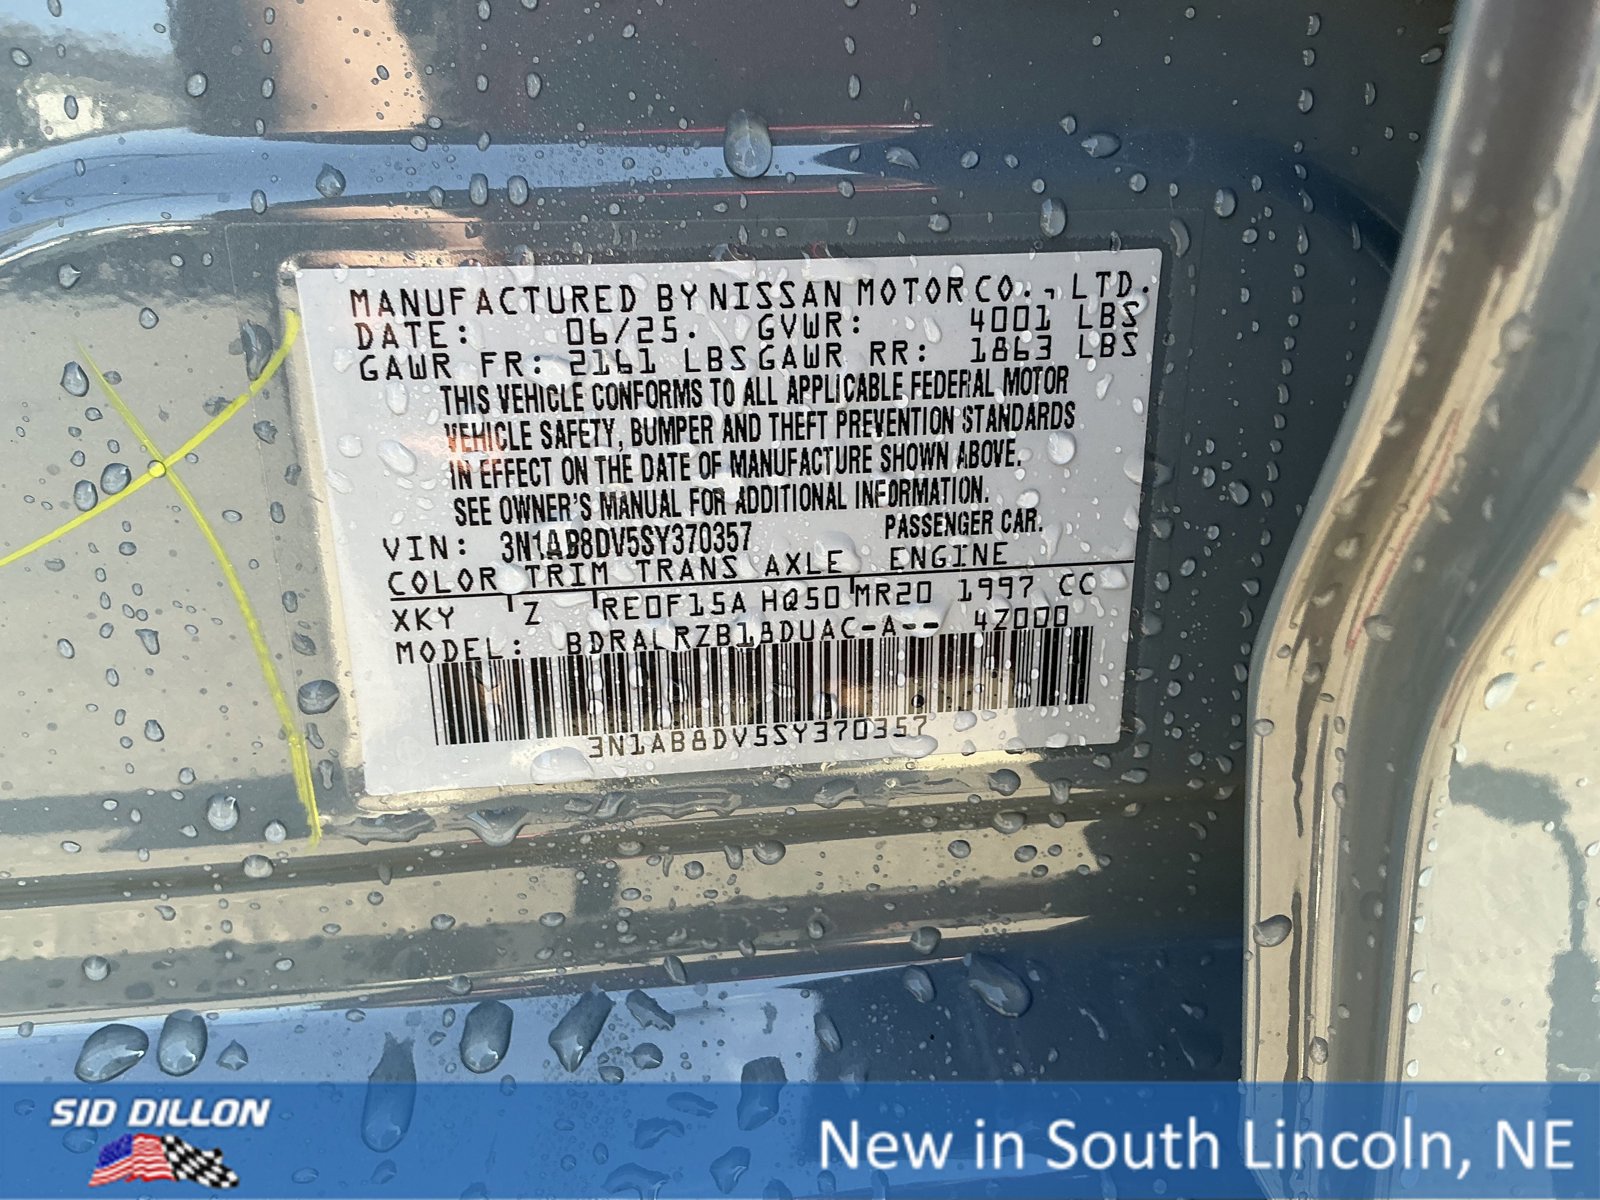 MANUFACTURED BY NISSAN MOTOR CO., LTD.
DATE: 06/25. GVWR: 4001 LBS
GAWR FR: 2161 LBS GAWR RR: 1863 LBS
THIS VEHICLE CONFORMS TO ALL APPLICABLE FEDERAL MOTOR
VEHICLE SAFETY, BUMPER AND THEFT PREVENTION STANDARDS
IN EFFECT ON THE DATE OF MANUFACTURE SHOWN ABOVE.
SEE OWNER'S MANUAL FOR ADDITIONAL INFORMATION.
PASSENGER CAR.
VIN: 3N1AB8DV5SY370357
COLOR TRIM TRANS AXLE ENGINE
XKY Z RE0F15A HQ50 MR20 1997 CC
MODEL: BDRALRZB18DUAC-A-- 4Z000
3N1AB8DV5SY370357
SID DILLON
New in South Lincoln, NE